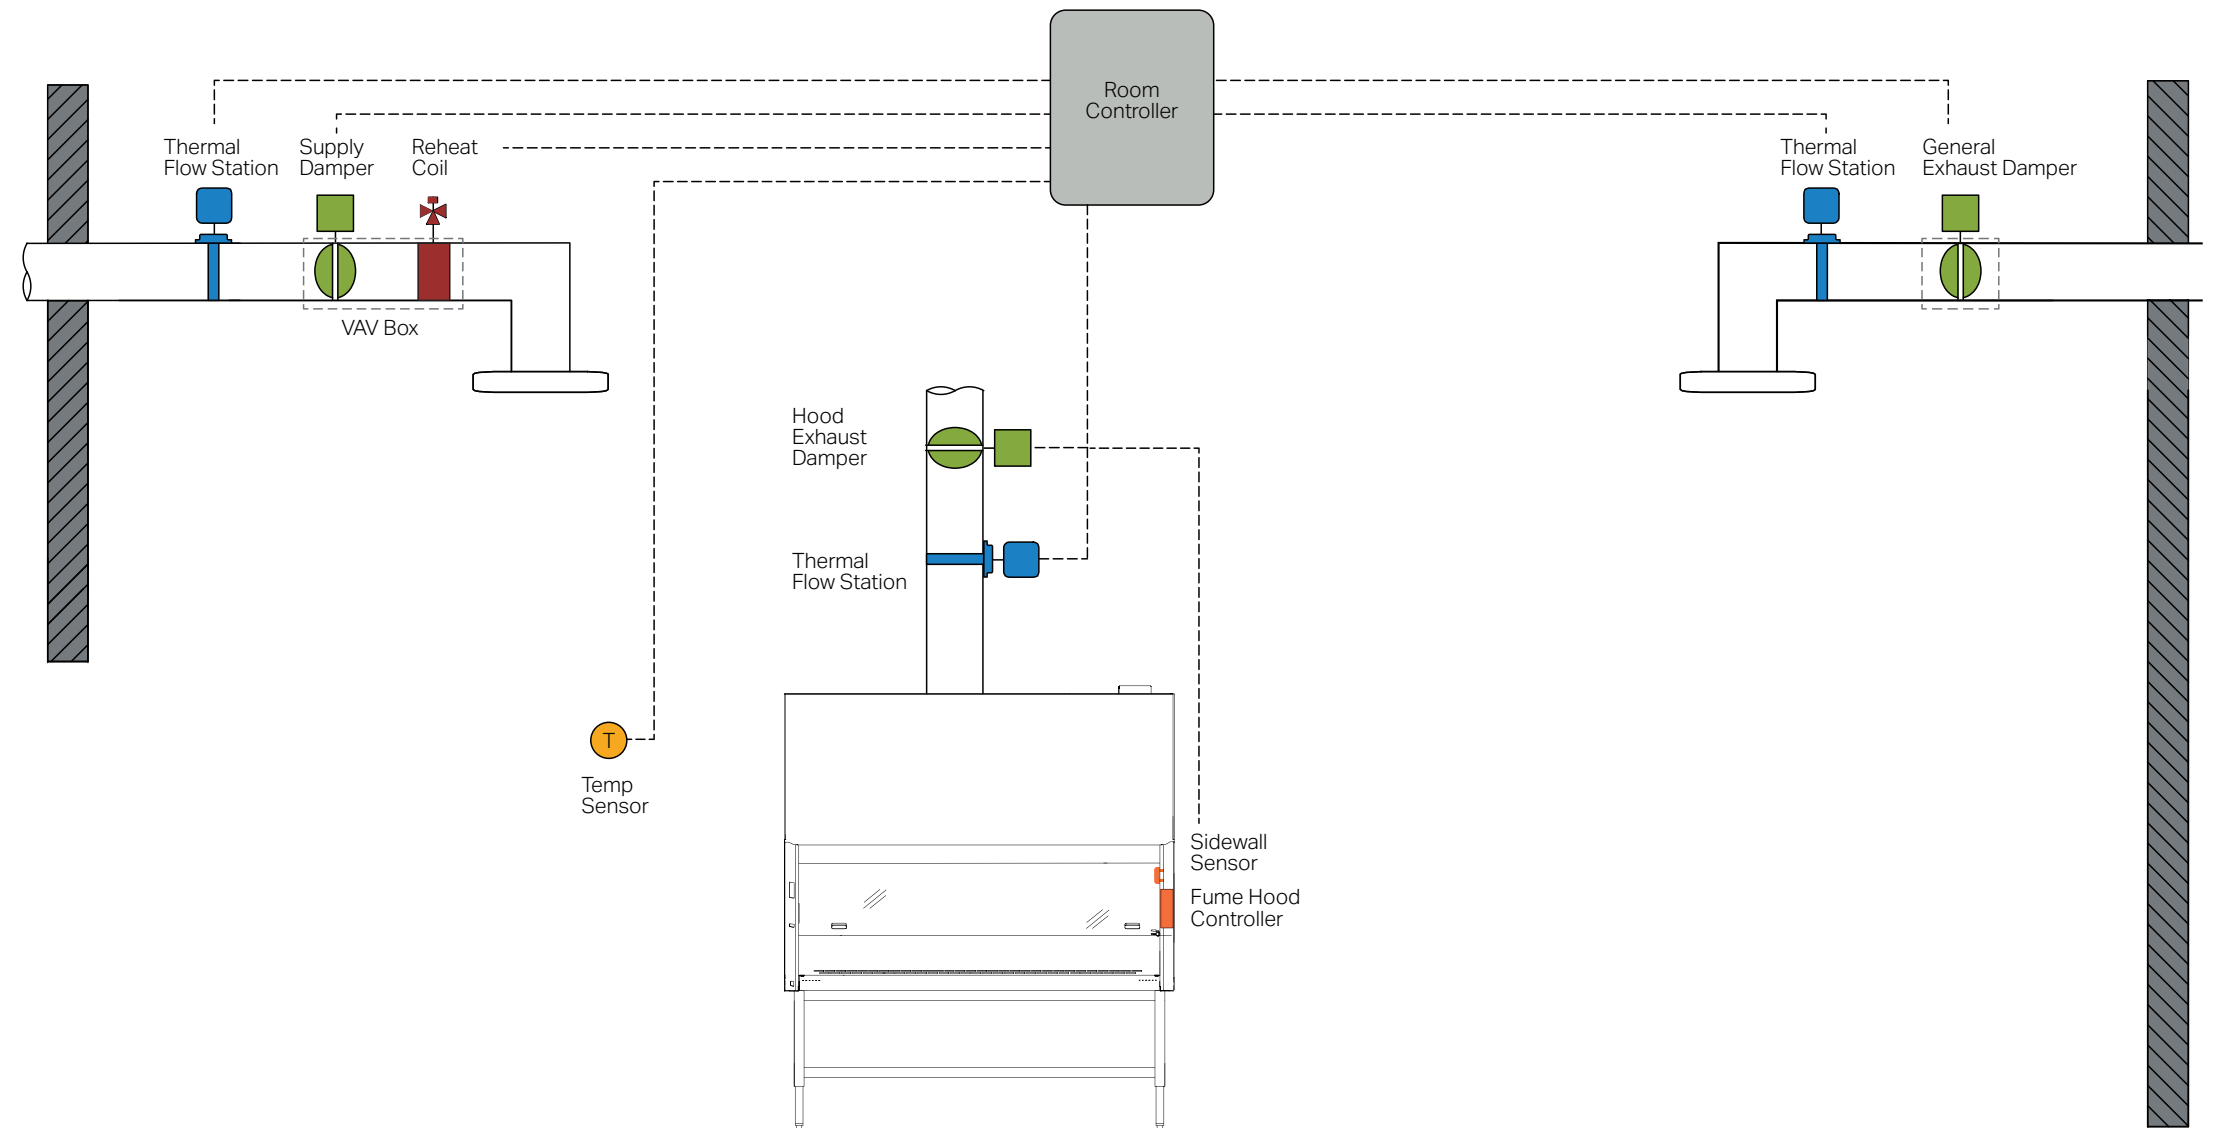 Room
Controller
Thermal
Flow Station
Supply
Damper
Reheat
Coil
Thermal
Flow Station
General
Exhaust Damper
VAV Box
Hood
Exhaust
Damper
Thermal
Flow Station
T
Temp
Sensor
Sidewall
Sensor
Fume Hood
Controller